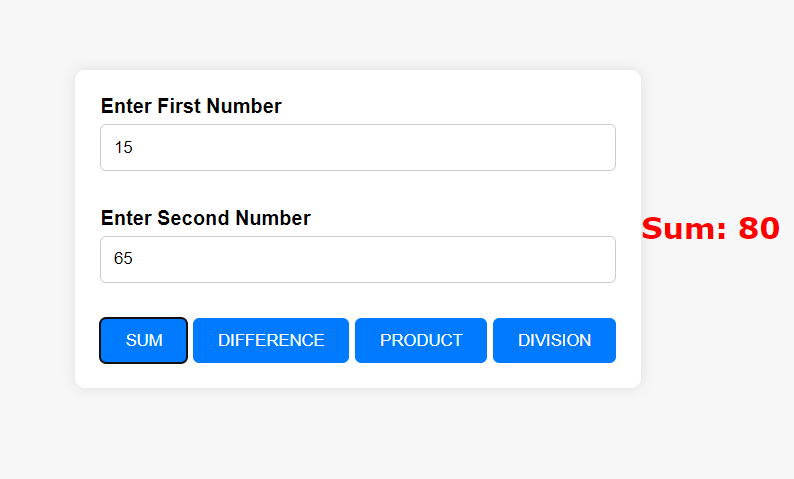 Enter First Number
15
Enter Second Number
65
SUM DIFFERENCE PRODUCT DIVISION
Sum: 80